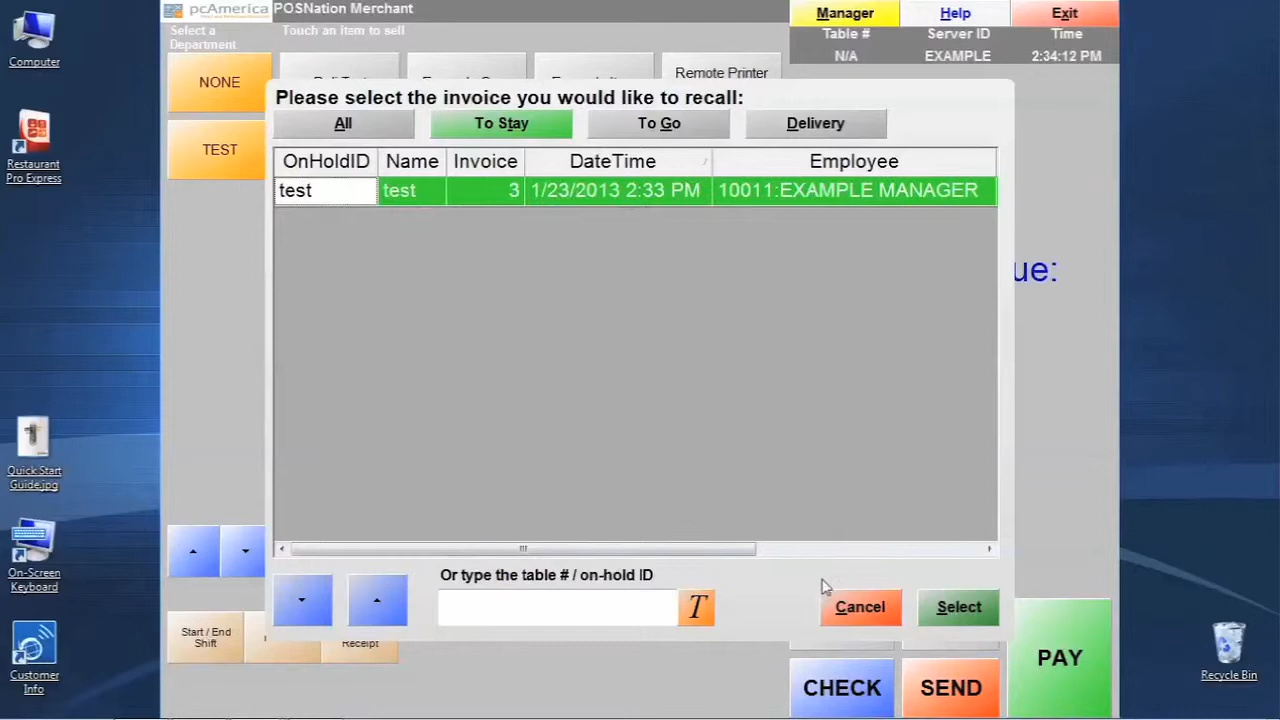 Computer
Restaurant
Pro Express
Quick Start
Guide.jpg
On-Screen
Keyboard
Customer
Info
Recycle Bin
pcAmerica
POSNation Merchant
Select a
Department
Touch an Item to sell
Manager
Help
Exit
Table #
Server ID
Time
N/A
EXAMPLE
2:34:12 PM
NONE
TEST
Remote Printer
Please select the invoice you would like to recall:
All
To Stay
To Go
Delivery
OnHoldID
Name
Invoice
DateTime
Employee
test
test
3
1/23/2013 2:33 PM
10011:EXAMPLE MANAGER
ue:
Or type the table # / on-hold ID
T
Cancel
Select
Start / End
Shift
Receipt
CHECK
SEND
PAY